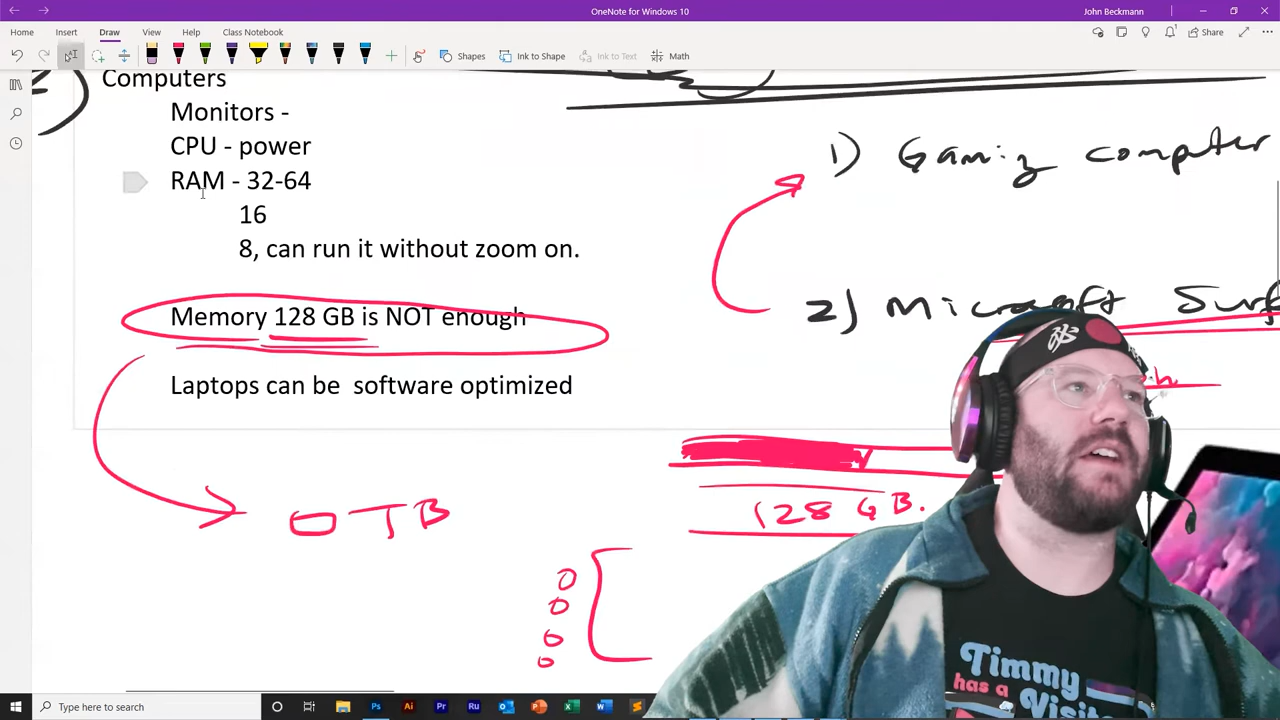 OneNote for Windows 10
John Beckmann
Home Insert Draw View Help Class Notebook
Shapes Ink to Shape Ink to Text Math Share
Computers
Monitors -
CPU - power
RAM - 32-64
16
8, can run it without zoom on.
Memory 128 GB is NOT enough
Laptops can be software optimized
1) Gaming computer
2) Microsoft Surf
TB
128 GB.
Timmy
has a
Visit
Type here to search